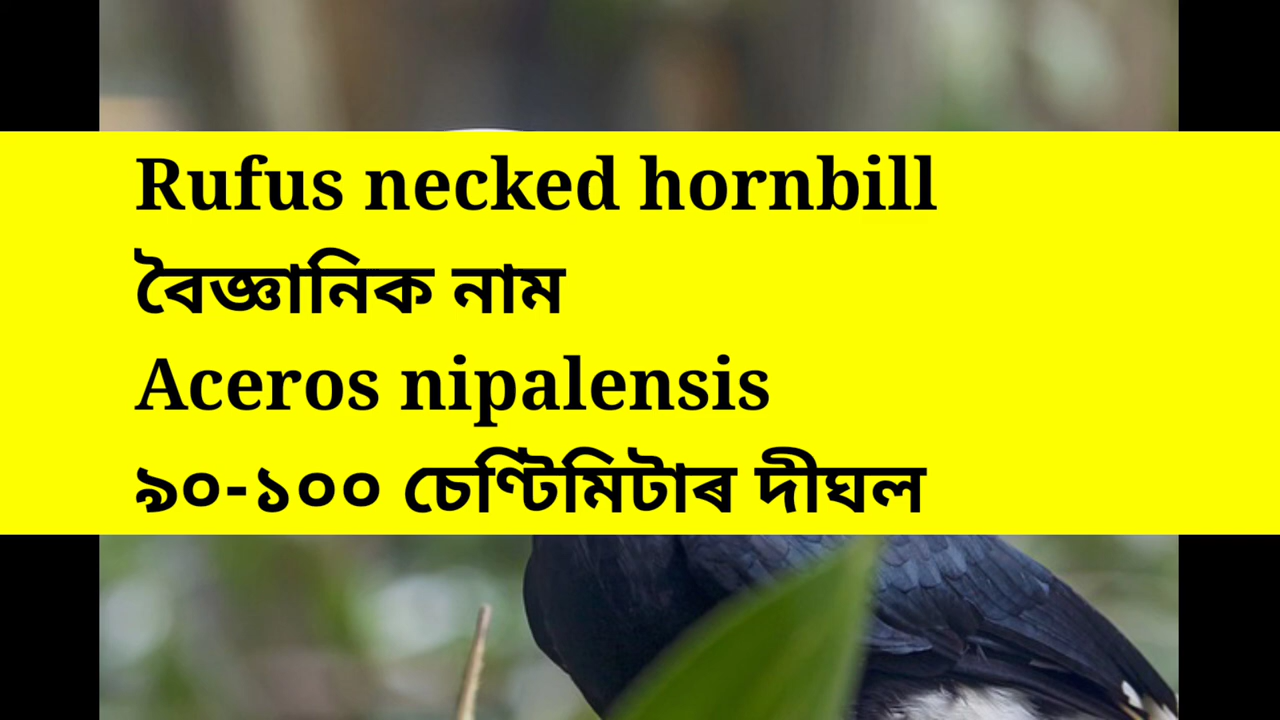 Rufus necked hornbill
বৈজ্ঞানিক নাম
Aceros nipalensis
৯০-১০০ চেণ্টিমিটাৰ দীঘল